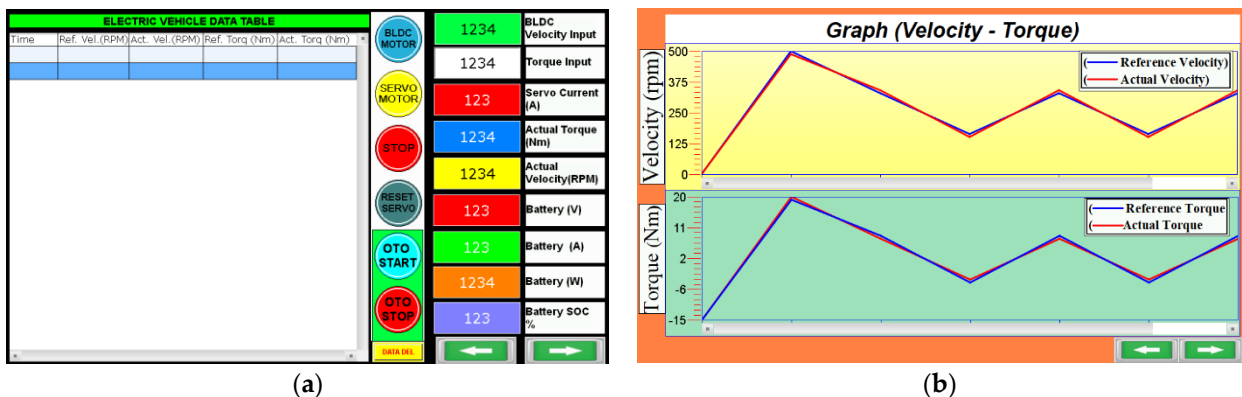 ELECTRIC VEHICLE DATA TABLE
Time Ref. Vel.(RPM) Act. Vel.(RPM) Ref. Torq (Nm) Act. Torq (Nm)
BLDC
MOTOR
SERVO
MOTOR
STOP
RESET
SERVO
OTO
START
OTO
STOP
DATA DEL
1234
BLDC
Velocity Input
1234
Torque Input
123
Servo Current
(A)
1234
Actual Torque
(Nm)
1234
Actual
Velocity(RPM)
123
Battery (V)
123
Battery (A)
1234
Battery (W)
123
Battery SOC
%
(a)
Graph (Velocity - Torque)
Velocity (rpm)
500
375
250
125
0
(— Reference Velocity)
(— Actual Velocity)
Torque (Nm)
20
11
2
-6
-15
(— Reference Torque
(— Actual Torque
(b)